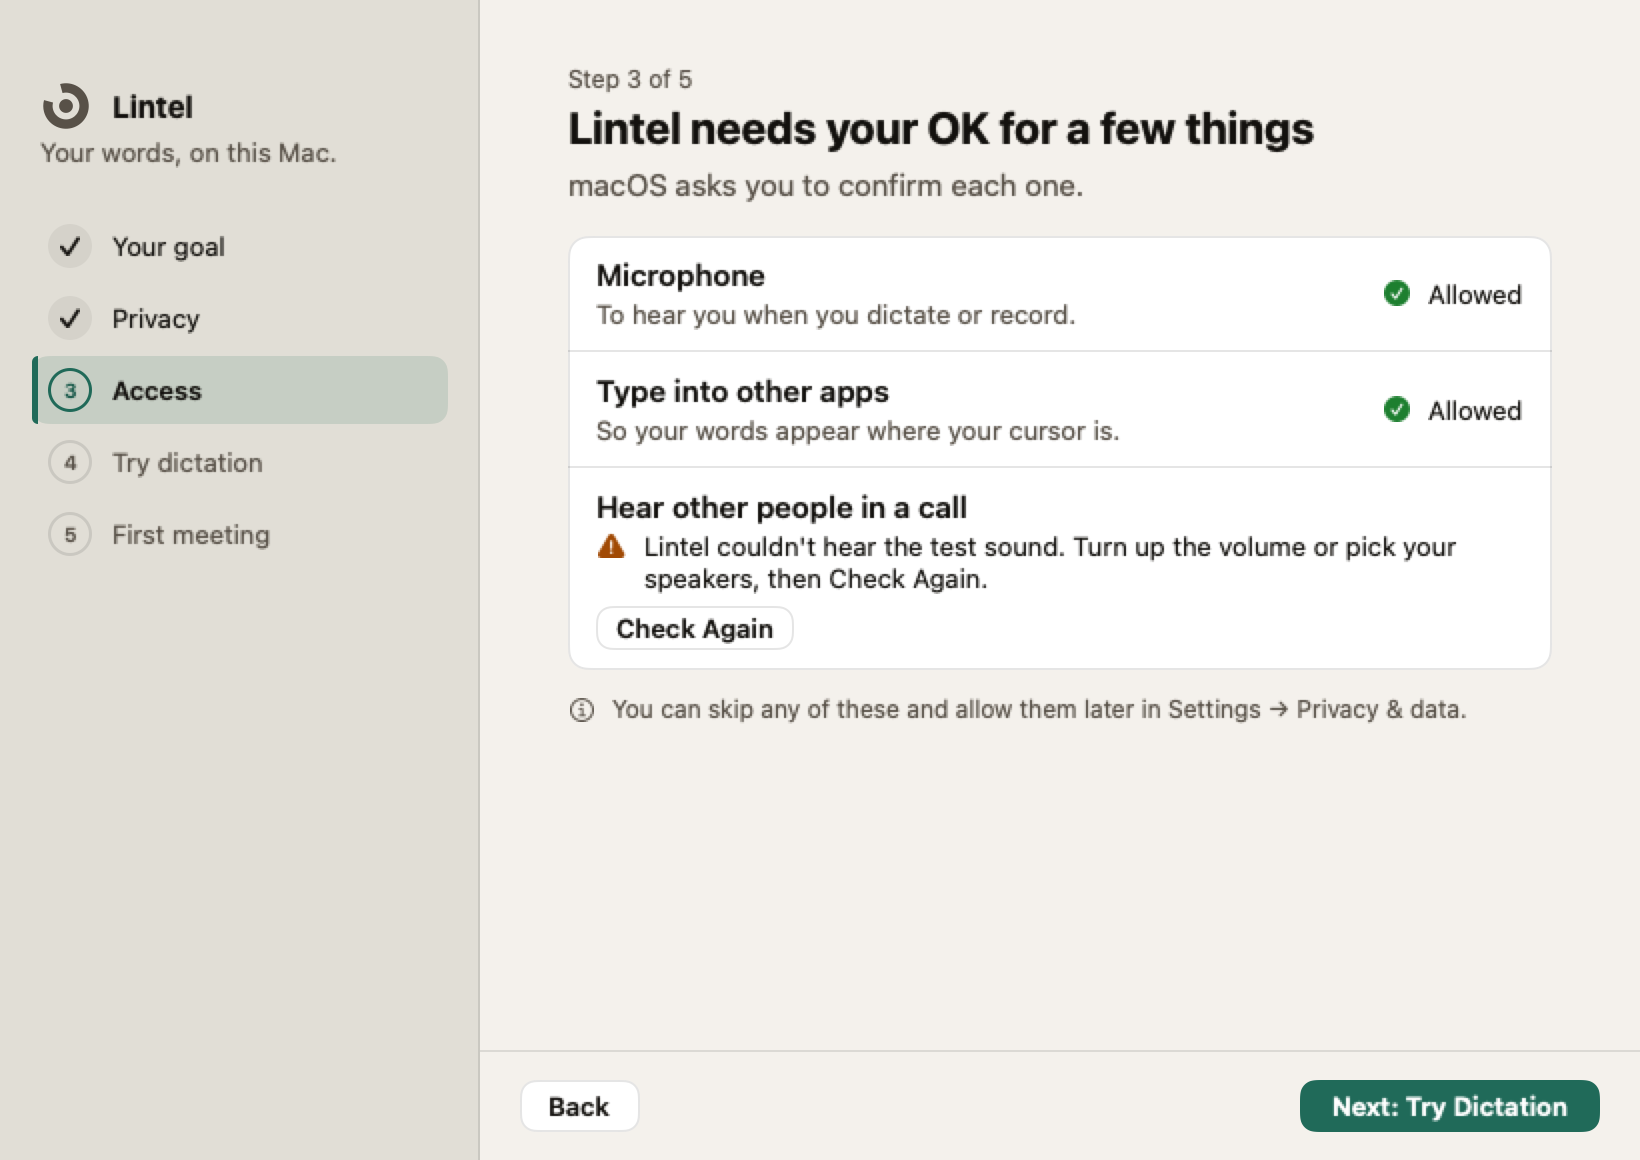 Lintel
Your words, on this Mac.
Your goal
Privacy
3 Access
4 Try dictation
5 First meeting
Step 3 of 5
Lintel needs your OK for a few things
macOS asks you to confirm each one.
Microphone
To hear you when you dictate or record.
Allowed
Type into other apps
So your words appear where your cursor is.
Allowed
Hear other people in a call
Lintel couldn't hear the test sound. Turn up the volume or pick your
speakers, then Check Again.
Check Again
You can skip any of these and allow them later in Settings → Privacy & data.
Back
Next: Try Dictation